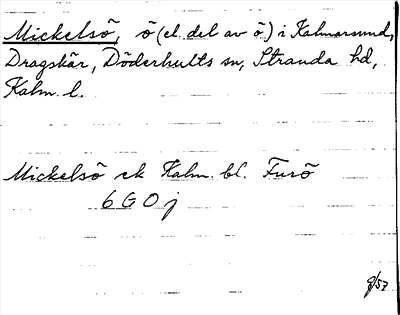 Mickelsö, ö (el. del av ö) i Kalmarsund,
Dragskär, Döderhults sn, Stranda hd,
Kalm. l.
Mickelsö ek Kalm. bl. Furö
6 G 0 j
9/57